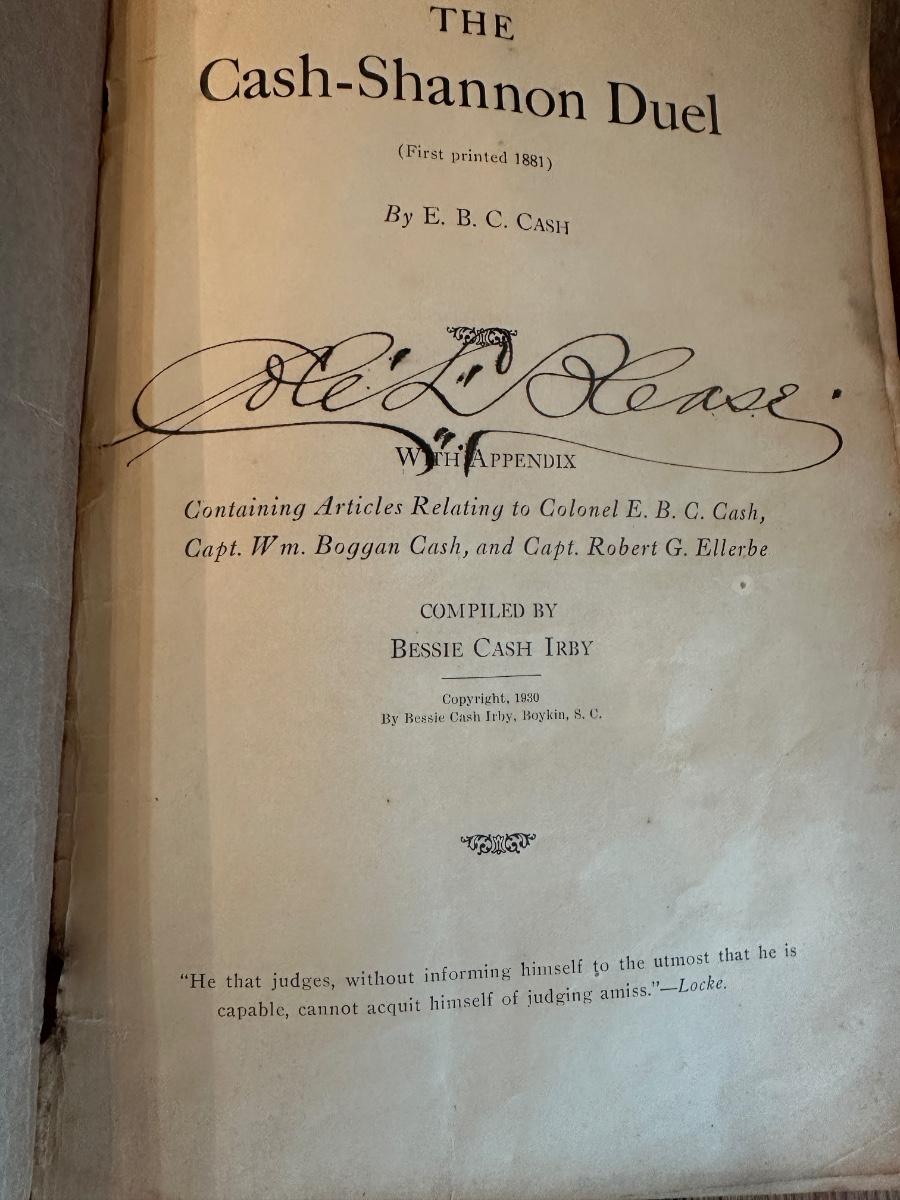 THE
Cash-Shannon Duel
(First printed 1881)
By E. B. C. CASH
Cole L. Blease.
WITH APPENDIX
Containing Articles Relating to Colonel E. B. C. Cash,
Capt. Wm. Boggan Cash, and Capt. Robert G. Ellerbe
COMPILED BY
BESSIE CASH IRBY
Copyright, 1930
By Bessie Cash Irby, Boykin, S. C.
"He that judges, without informing himself to the utmost that he is
capable, cannot acquit himself of judging amiss."—Locke.